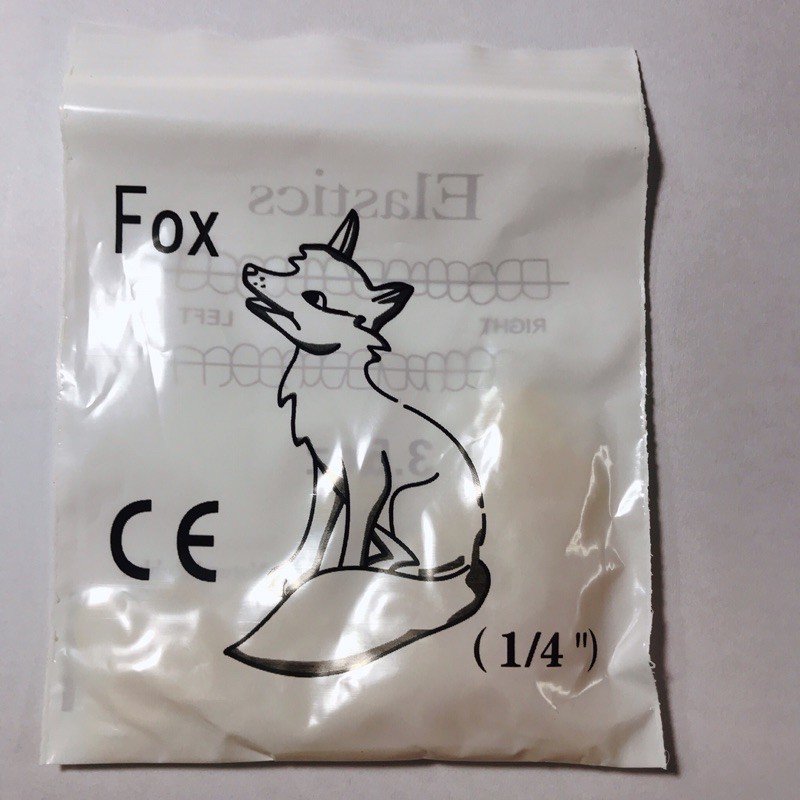 Elastics
Fox
LEFT RIGHT
CE
( 1/4 ")